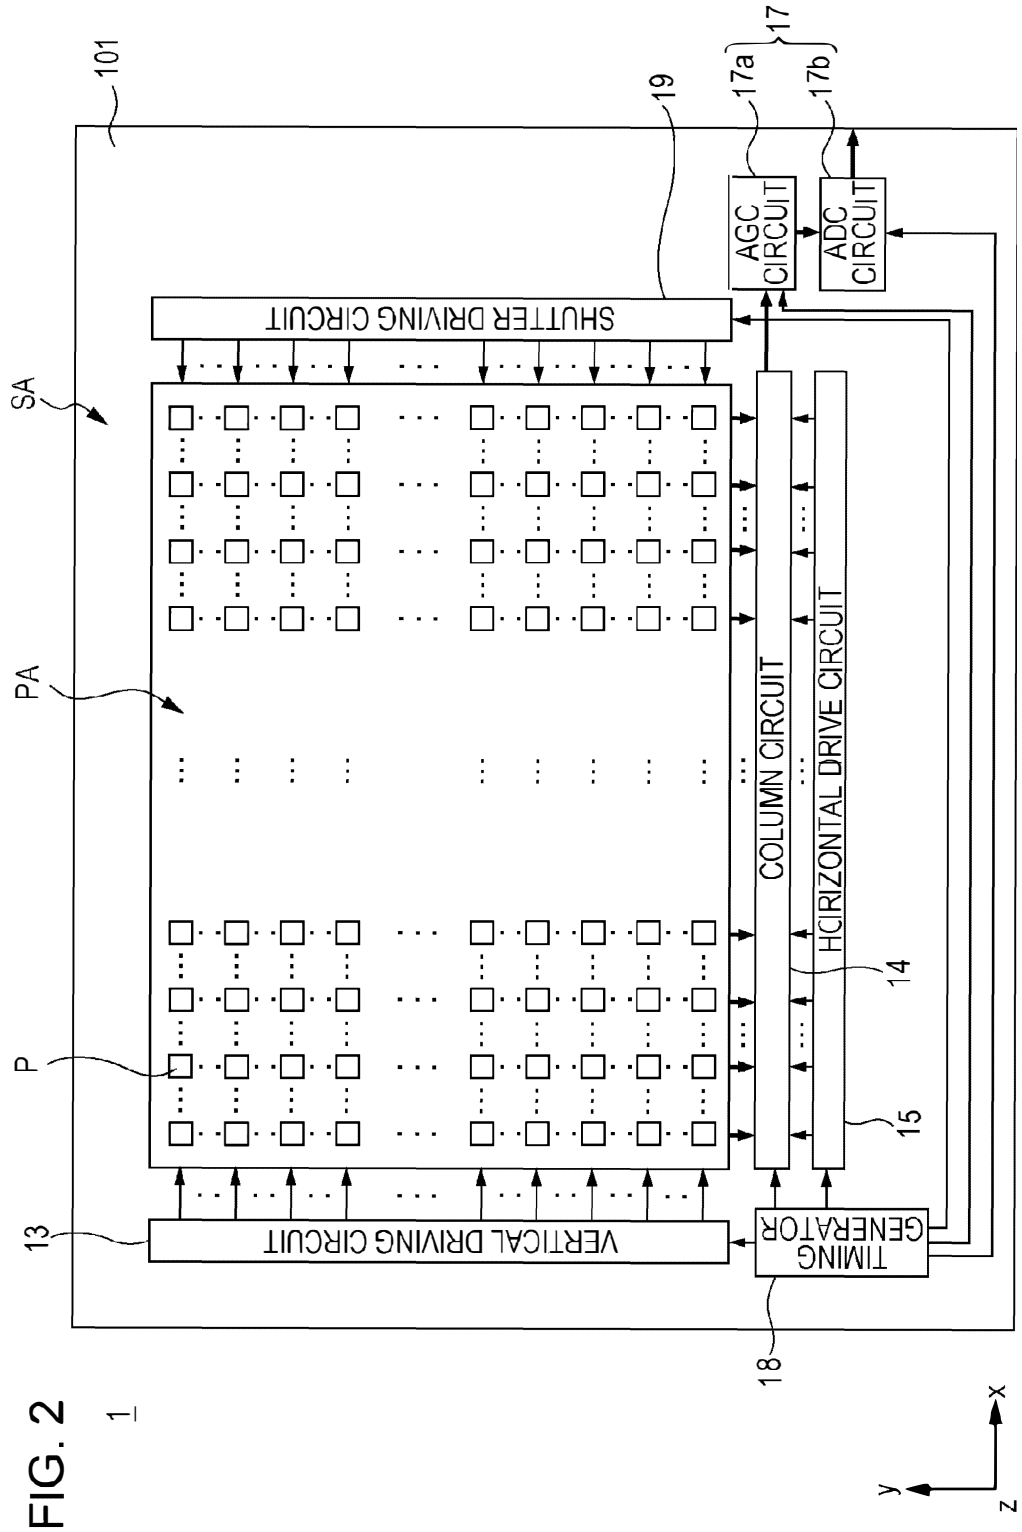 FIG. 2
1
SA
101
PA
P
13
VERTICAL DRIVING CIRCUIT
SHUTTER DRIVING CIRCUIT
19
17
17a
17b
AGC
CIRCUIT
ADC
CIRCUIT
COLUMN CIRCUIT
HCIRIZONTAL DRIVE CIRCUIT
14
15
TIMING
GENERATOR
18
y
z
x